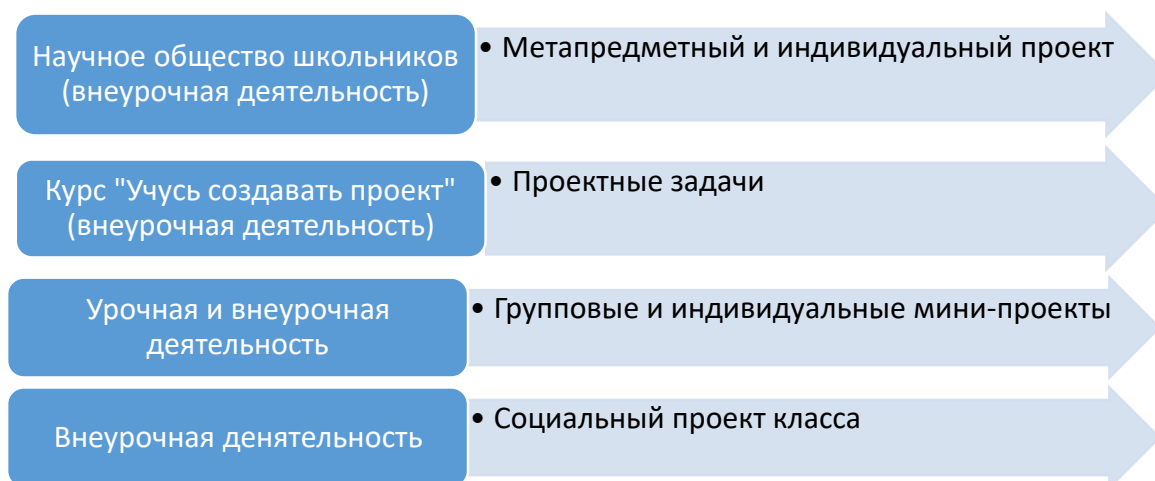 Научное общество школьников
(внеурочная деятельность)
• Метапредметный и индивидуальный проект
Курс "Учусь создавать проект"
(внеурочная деятельность)
• Проектные задачи
Урочная и внеурочная
деятельность
• Групповые и индивидуальные мини-проекты
Внеурочная денятельность
• Социальный проект класса